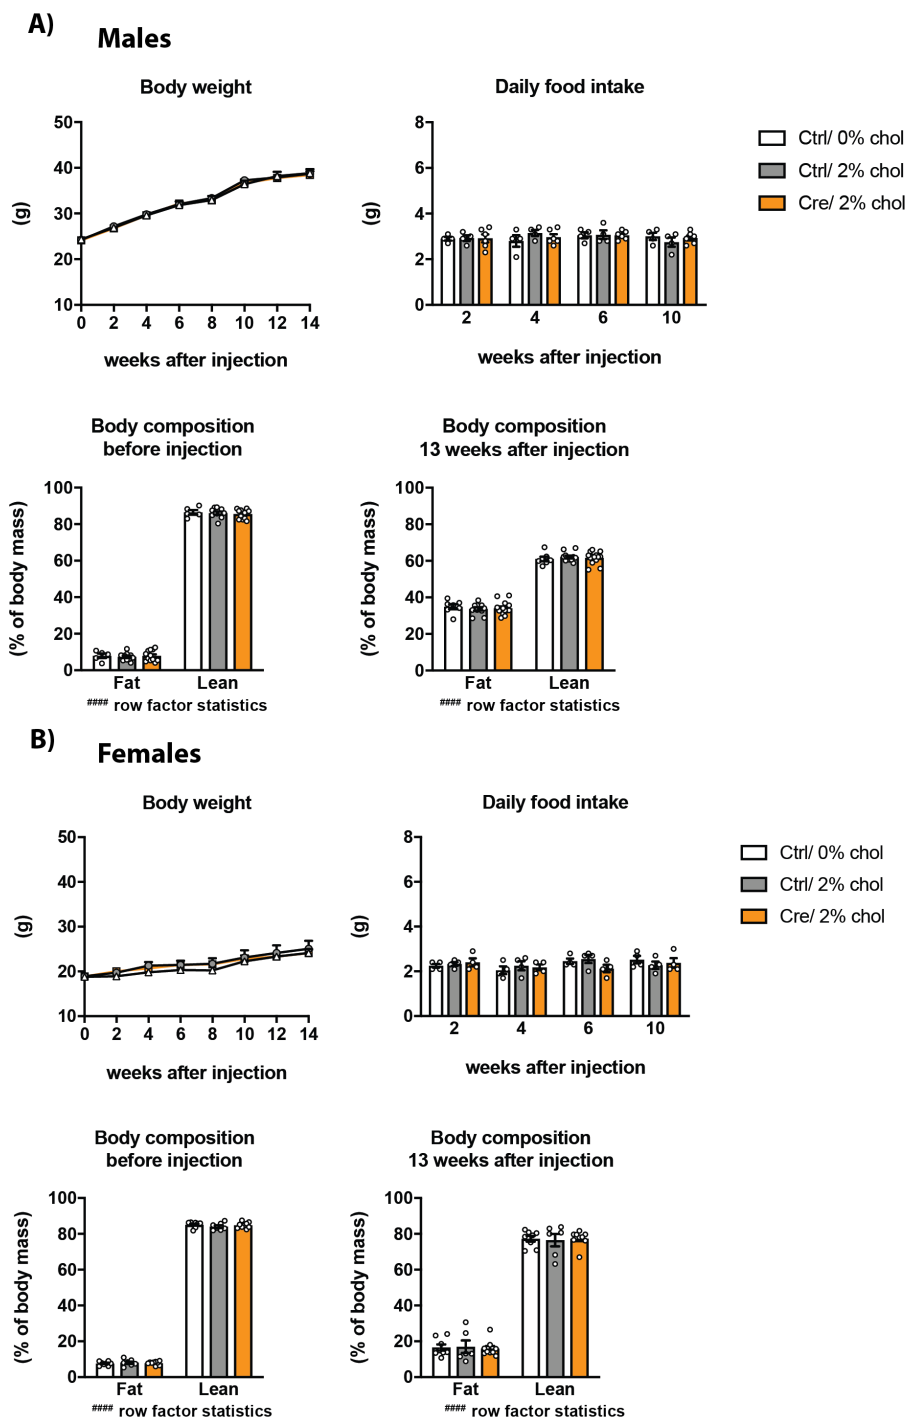 A)
Males
Body weight
50
40
30
20
10
(g)
0 2 4 6 8 10 12 14
weeks after injection
Daily food intake
8
6
4
2
0
(g)
2 4 6 10
weeks after injection
Ctrl/ 0% chol
Ctrl/ 2% chol
Cre/ 2% chol
Body composition
before injection
100
80
60
40
20
0
(% of body mass)
Fat Lean
#### row factor statistics
Body composition
13 weeks after injection
100
80
60
40
20
0
(% of body mass)
Fat Lean
#### row factor statistics
B)
Females
Body weight
50
40
30
20
10
(g)
0 2 4 6 8 10 12 14
weeks after injection
Daily food intake
8
6
4
2
0
(g)
2 4 6 10
weeks after injection
Ctrl/ 0% chol
Ctrl/ 2% chol
Cre/ 2% chol
Body composition
before injection
100
80
60
40
20
0
(% of body mass)
Fat Lean
#### row factor statistics
Body composition
13 weeks after injection
100
80
60
40
20
0
(% of body mass)
Fat Lean
#### row factor statistics